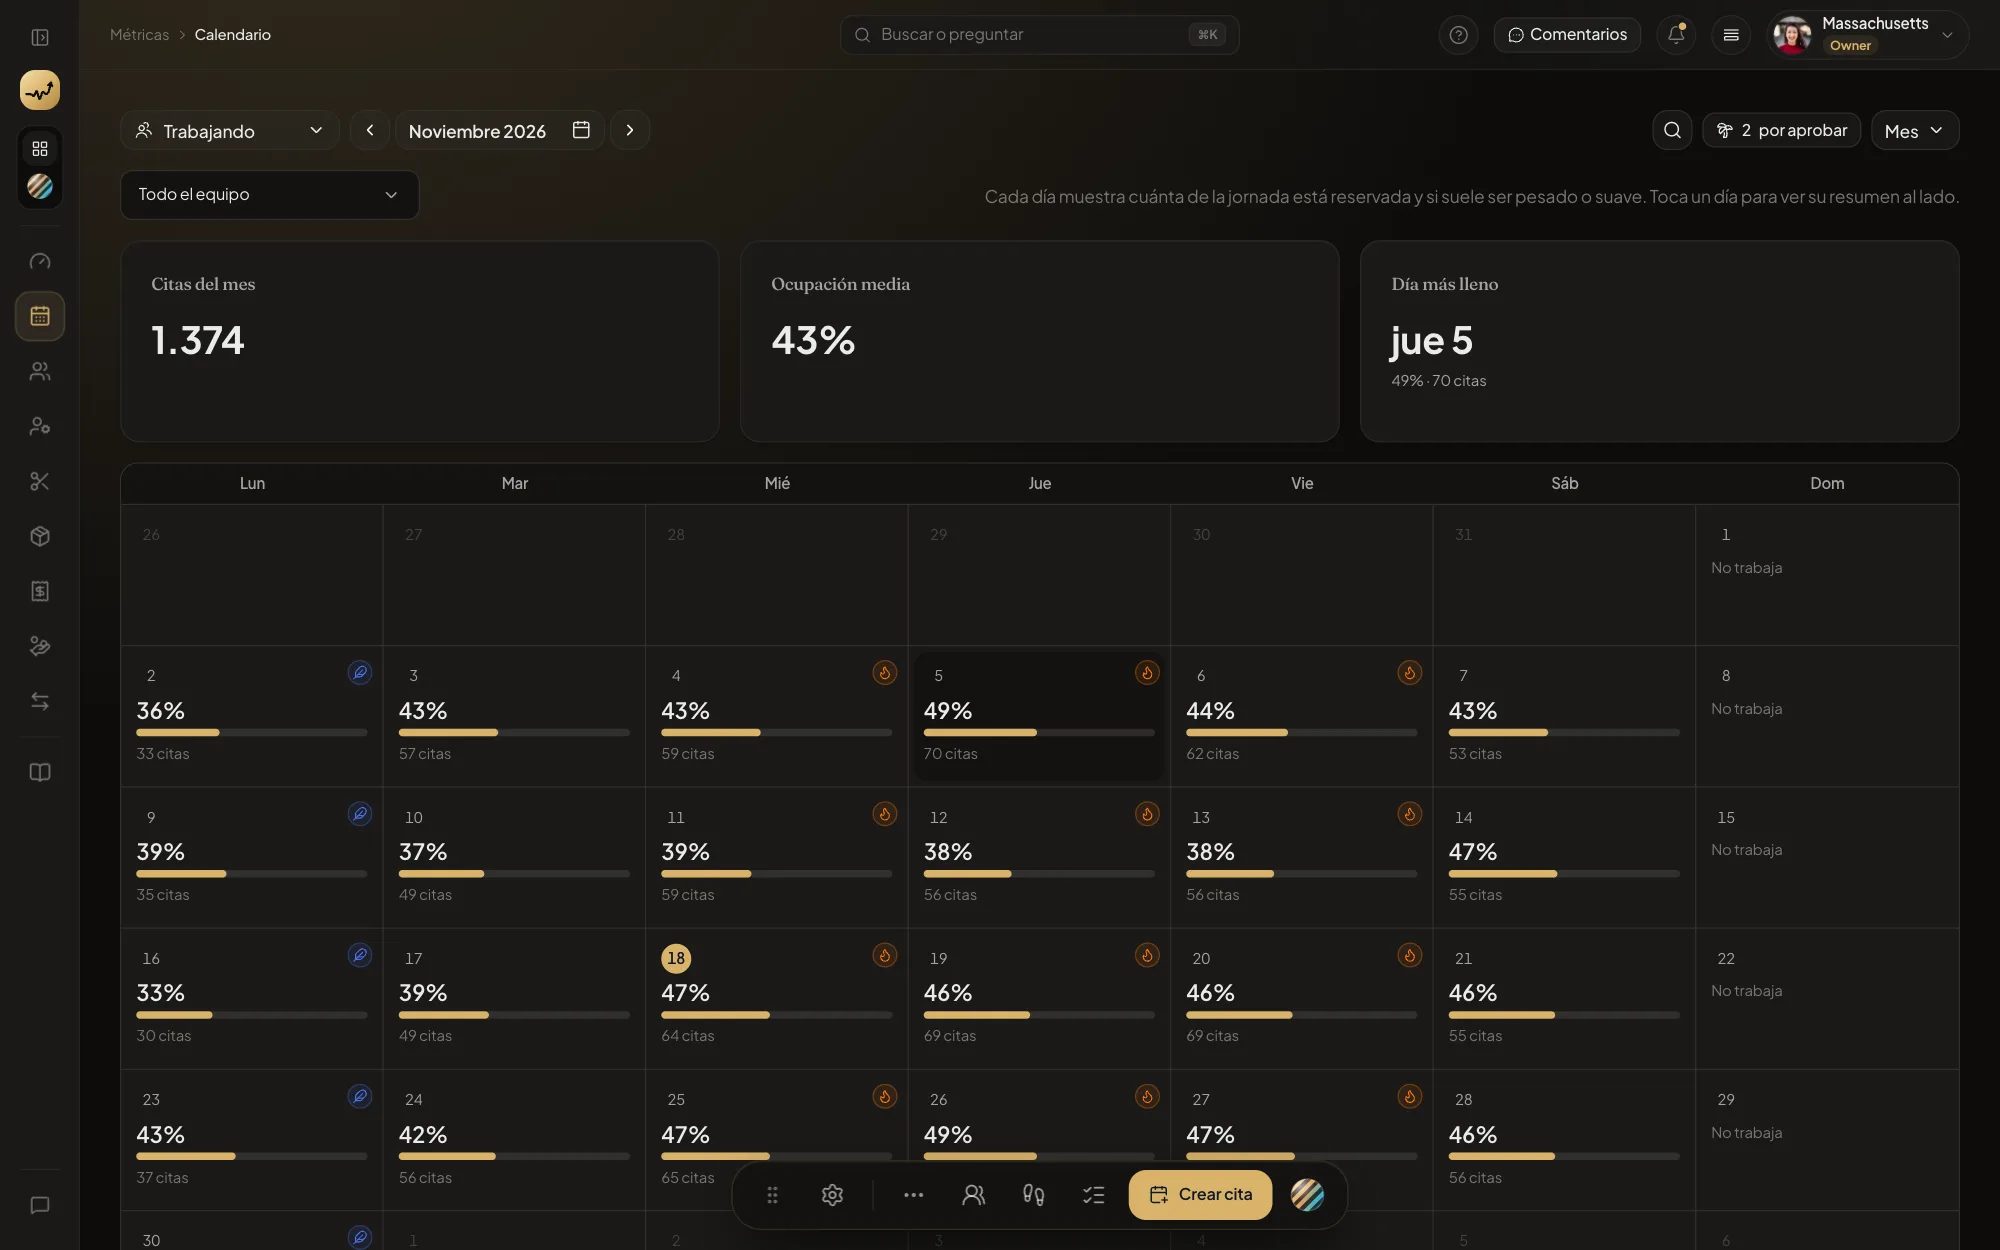 Métricas > Calendario
Buscar o preguntar
⌘K
Comentarios
Massachusetts
Owner
Trabajando
Noviembre 2026
2 por aprobar
Mes
Todo el equipo
Cada día muestra cuánta de la jornada está reservada y si suele ser pesado o suave. Toca un día para ver su resumen al lado.
Citas del mes
1.374
Ocupación media
43%
Día más lleno
jue 5
49% · 70 citas
Lun Mar Mié Jue Vie Sáb Dom
26 27 28 29 30 31 1
No trabaja
2 3 4 5 6 7 8
36% 43% 43% 49% 44% 43% No trabaja
33 citas 57 citas 59 citas 70 citas 62 citas 53 citas
9 10 11 12 13 14 15
39% 37% 39% 38% 38% 47% No trabaja
35 citas 49 citas 59 citas 56 citas 56 citas 55 citas
16 17 18 19 20 21 22
33% 39% 47% 46% 46% 46% No trabaja
30 citas 49 citas 64 citas 69 citas 69 citas 55 citas
23 24 25 26 27 28 29
43% 42% 47% 49% 47% 46% No trabaja
37 citas 56 citas 65 citas 56 citas
Crear cita
30 1 2 3 4 5 6